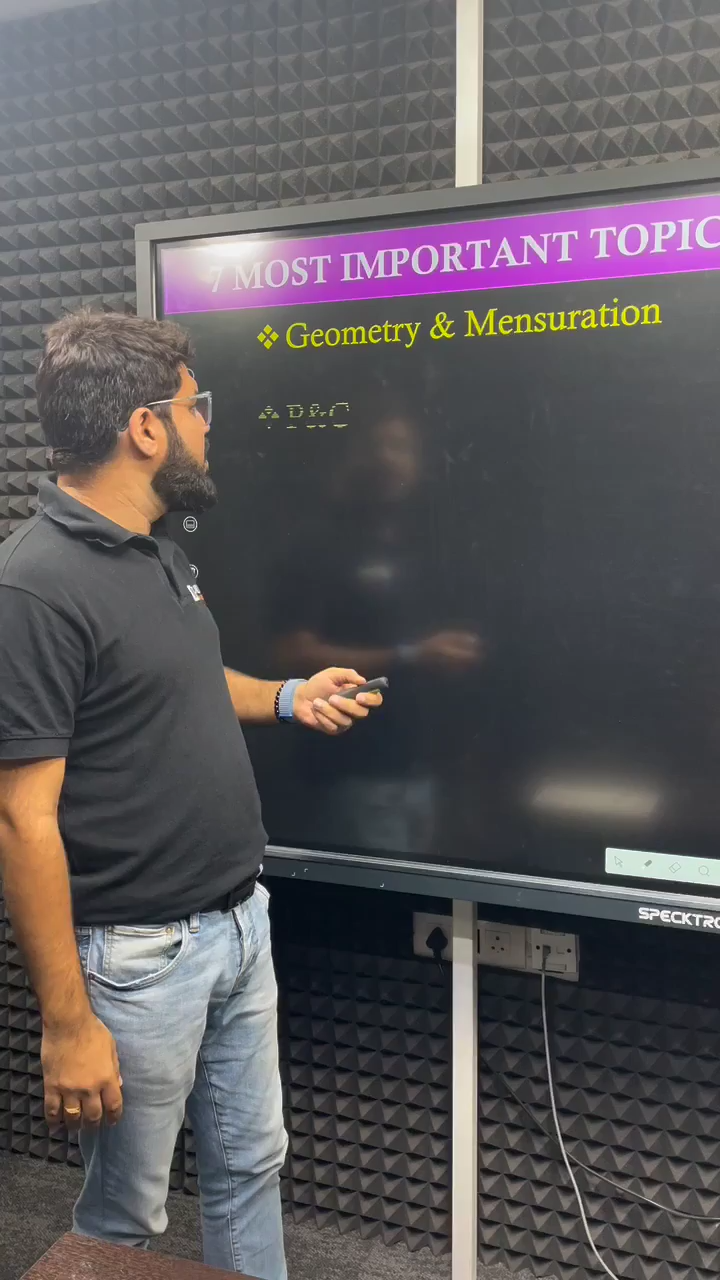 7 MOST IMPORTANT TOPIC
❖ Geometry & Mensuration
❖ P&C
SPECKTRO